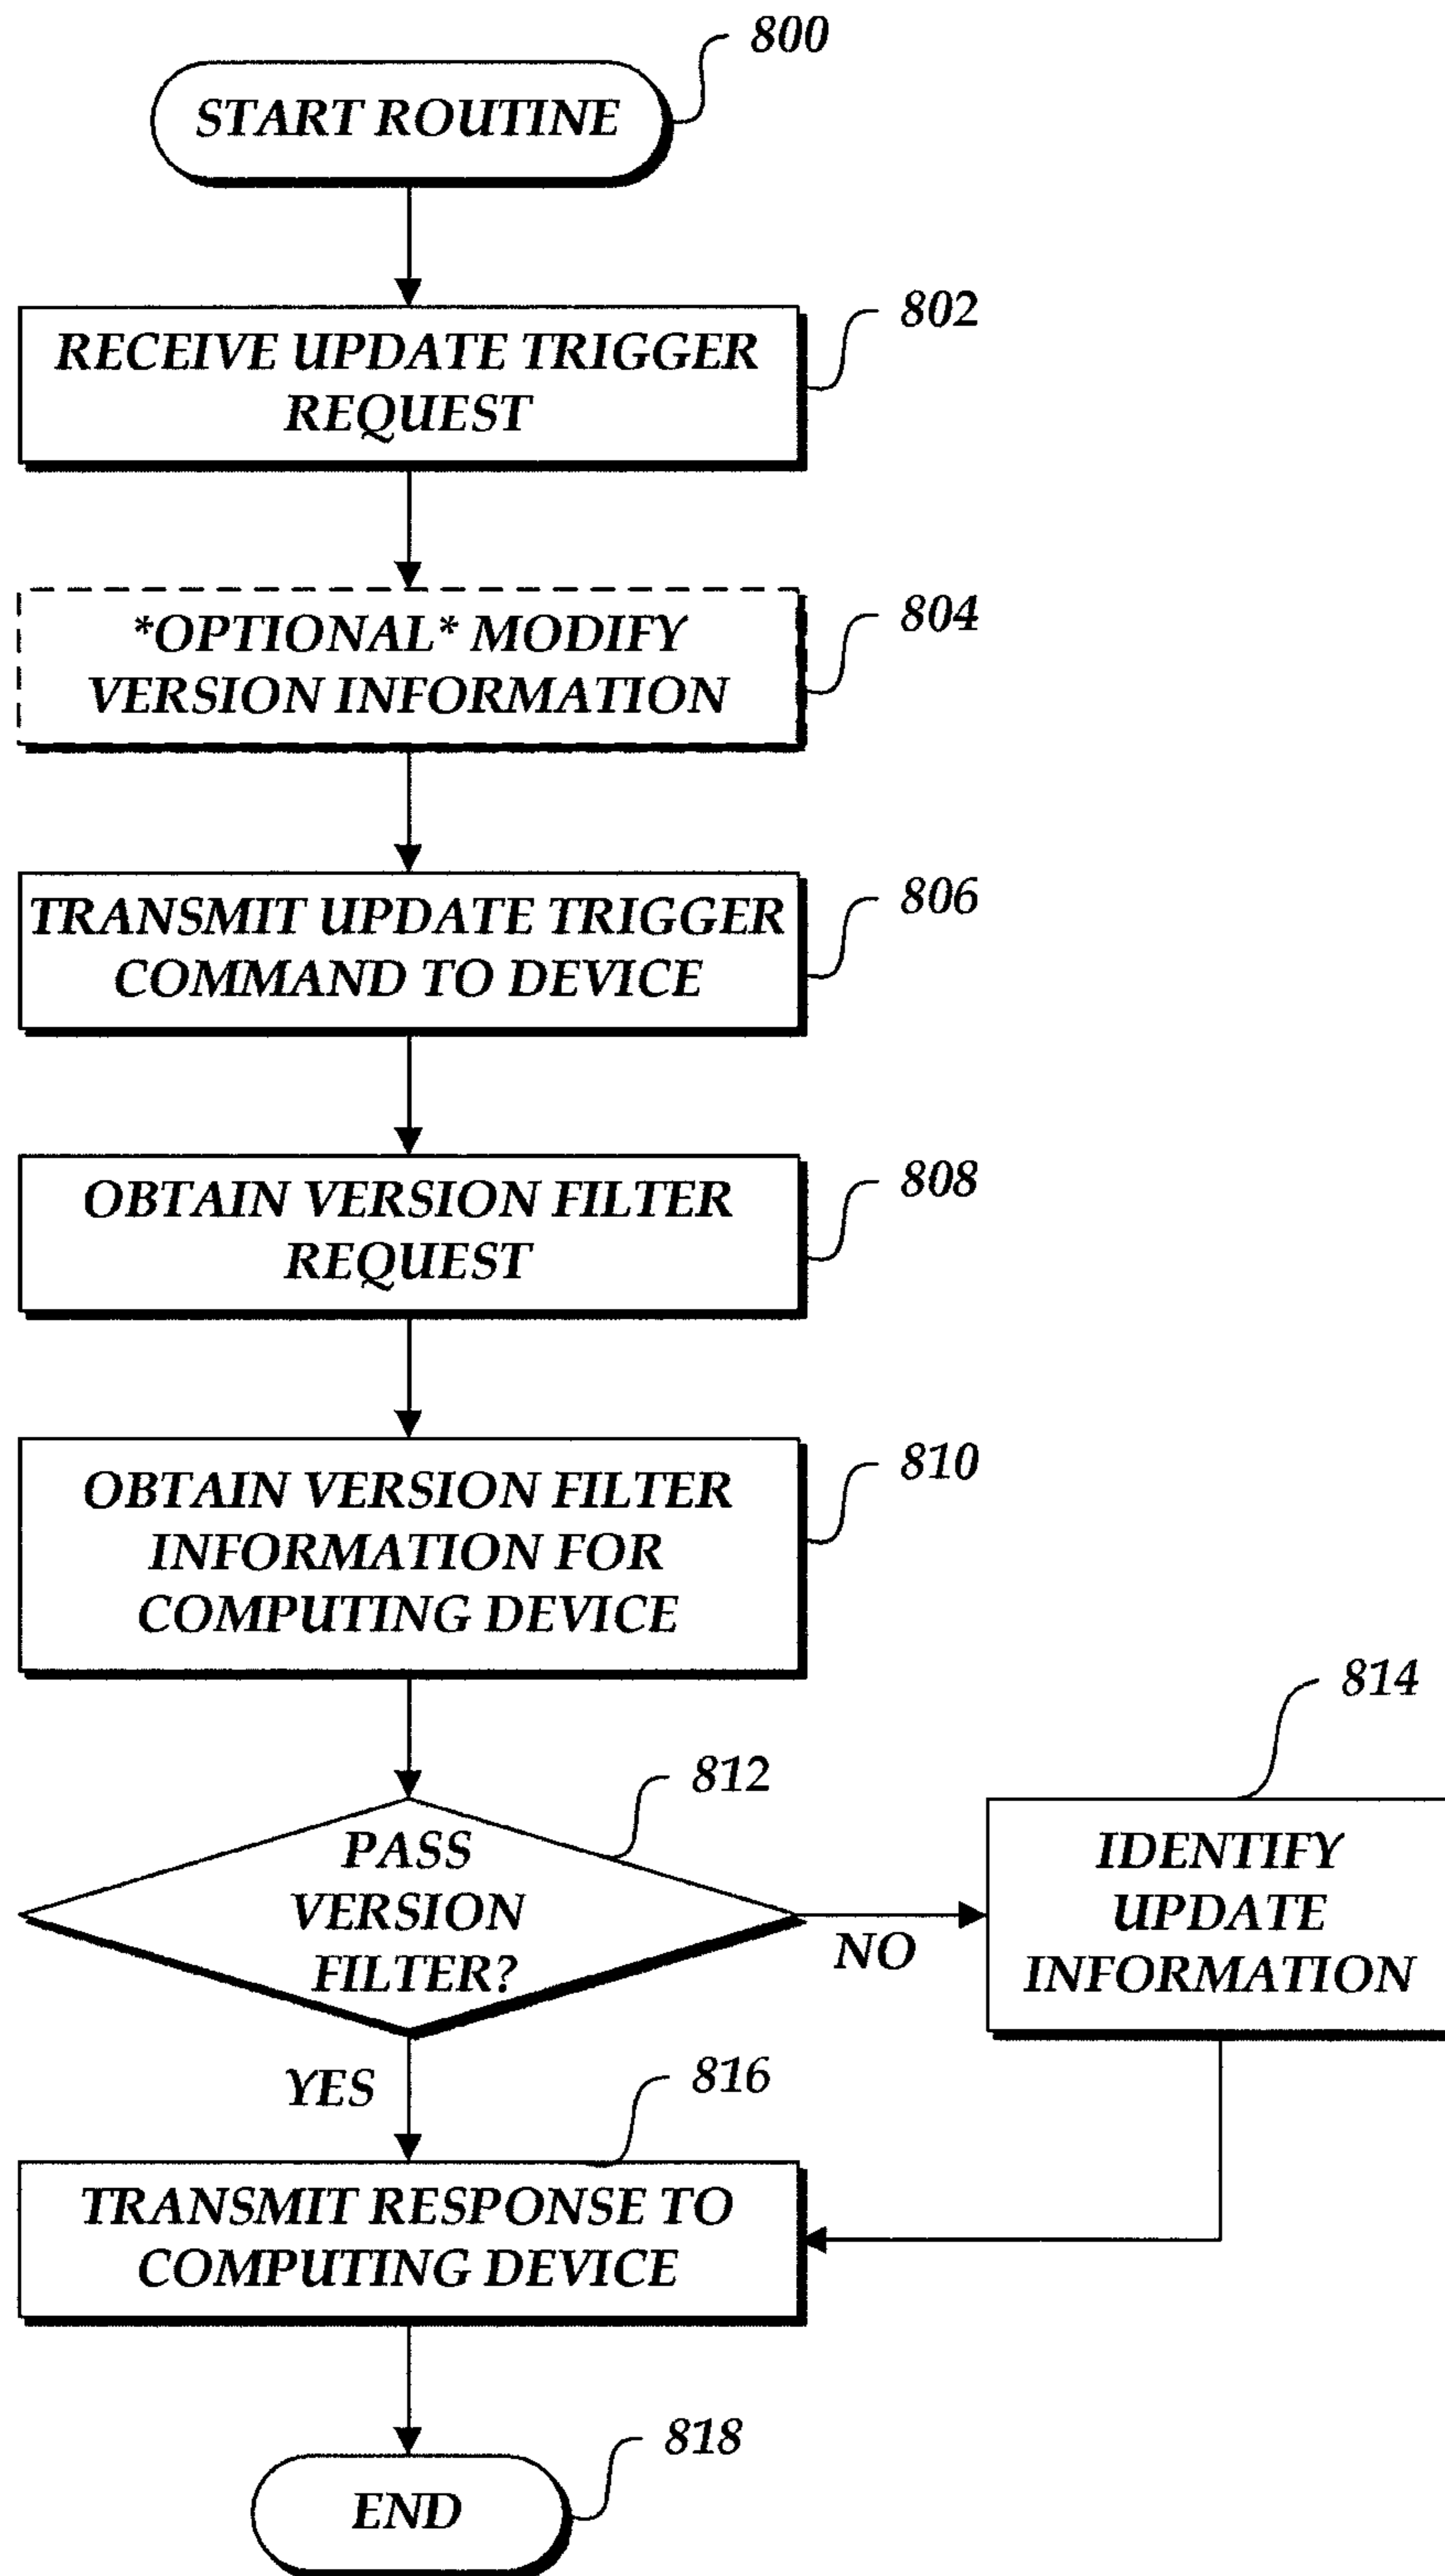 800
START ROUTINE
802
RECEIVE UPDATE TRIGGER
REQUEST
804
*OPTIONAL* MODIFY
VERSION INFORMATION
806
TRANSMIT UPDATE TRIGGER
COMMAND TO DEVICE
808
OBTAIN VERSION FILTER
REQUEST
810
OBTAIN VERSION FILTER
INFORMATION FOR
COMPUTING DEVICE
812
PASS
VERSION
FILTER?
NO
814
IDENTIFY
UPDATE
INFORMATION
YES
816
TRANSMIT RESPONSE TO
COMPUTING DEVICE
818
END